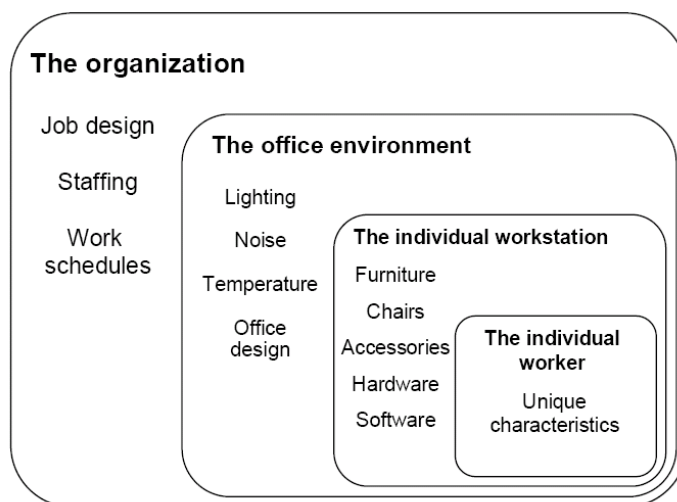 The organization
Job design
Staffing
Work
schedules
The office environment
Lighting
Noise
Temperature
Office
design
The individual workstation
Furniture
Chairs
Accessories
Hardware
Software
The individual
worker
Unique
characteristics